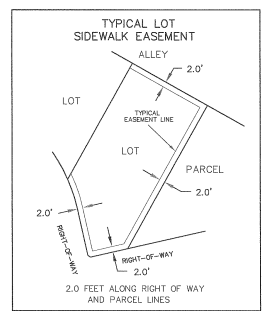 TYPICAL LOT
SIDEWALK EASEMENT
ALLEY
2.0'
LOT
TYPICAL
EASEMENT LINE
LOT
PARCEL
2.0'
2.0'
RIGHT-OF-WAY
RIGHT-OF-WAY
2.0'
2.0 FEET ALONG RIGHT OF WAY
AND PARCEL LINES